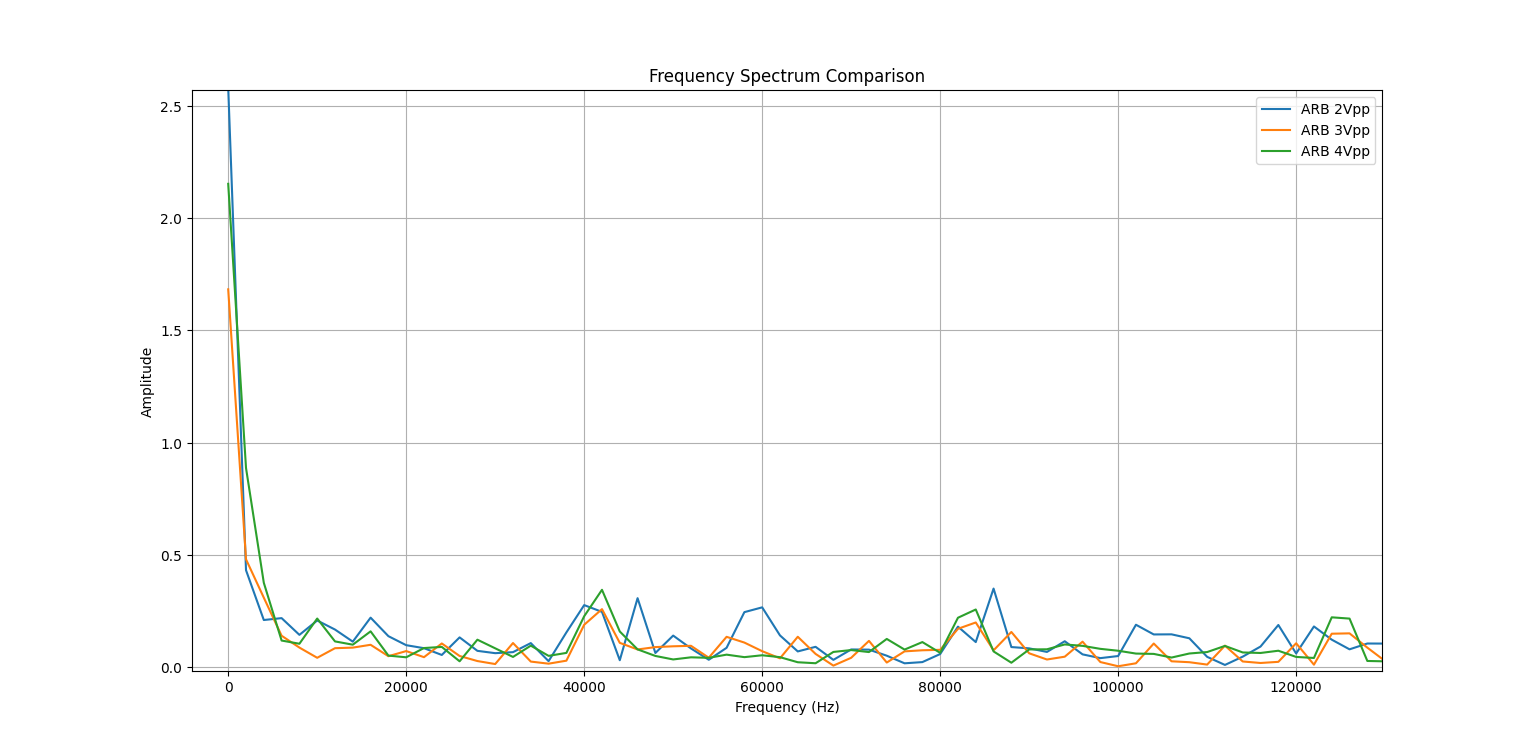 Frequency Spectrum Comparison
ARB 2Vpp
ARB 3Vpp
ARB 4Vpp
2.5
2.0
1.5
1.0
0.5
0.0
Amplitude
0 20000 40000 60000 80000 100000 120000
Frequency (Hz)